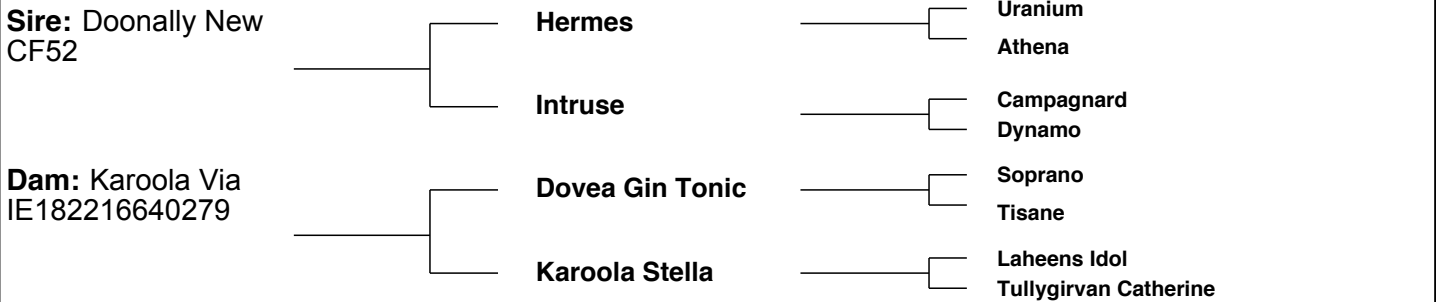 Sire: Doonally New
CF52
Hermes
Uranium
Athena
Intruse
Campagnard
Dynamo
Dam: Karoola Via
IE182216640279
Dovea Gin Tonic
Soprano
Tisane
Karoola Stella
Laheens Idol
Tullygirvan Catherine